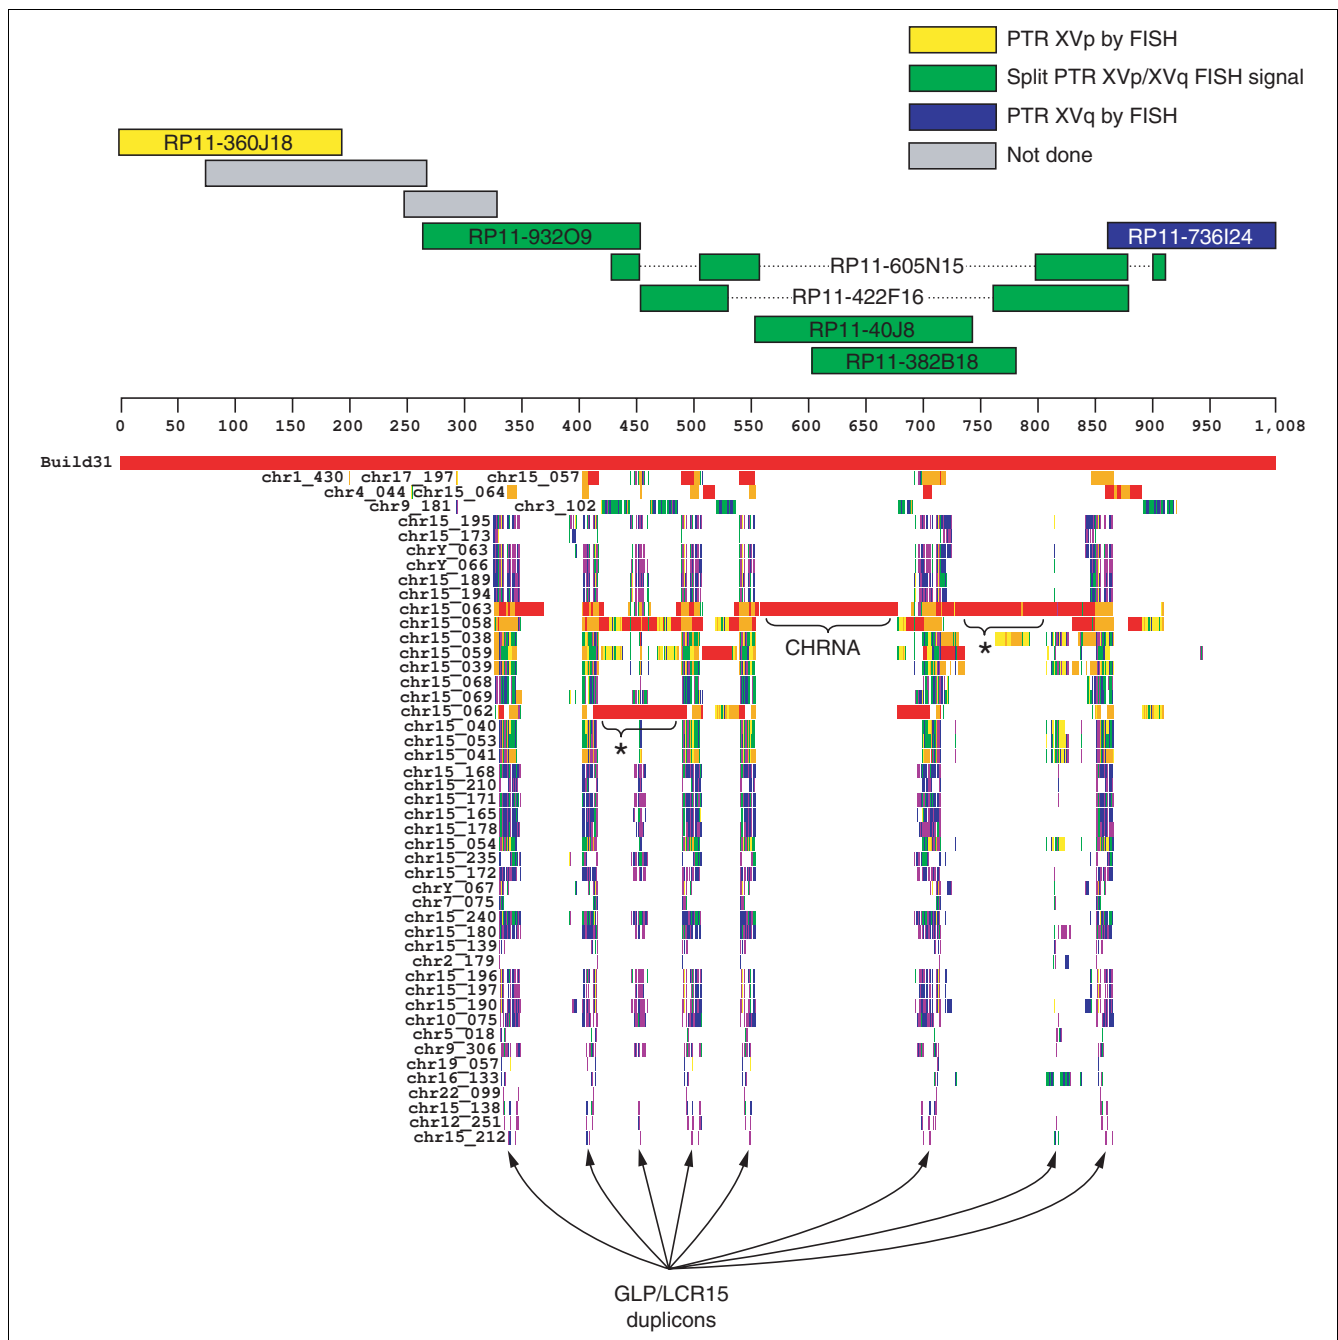 PTR XVp by FISH
Split PTR XVp/XVq FISH signal
PTR XVq by FISH
Not done
RP11-360J18
RP11-932O9
RP11-736I24
RP11-605N15
RP11-422F16
RP11-40J8
RP11-382B18
0 50 100 150 200 250 300 350 400 450 500 550 600 650 700 750 800 850 900 950 1,008
Build31
chr1_430 chr17_197 chr15_057
chr4_044 chr15_064
chr9_181 chr3_102
chr15_195
chr15_173
chrY_063
chrY_066
chr15_189
chr15_194
chr15_063
chr15_058
chr15_038
CHRNA
*
chr15_059
chr15_039
chr15_068
chr15_069
chr15_062
chr15_040
chr15_053
*
chr15_041
chr15_168
chr15_210
chr15_171
chr15_165
chr15_178
chr15_054
chr15_235
chr15_172
chrY_067
chr7_075
chr15_240
chr15_180
chr15_139
chr2_179
chr15_196
chr15_197
chr15_190
chr10_075
chr5_018
chr9_306
chr19_057
chr16_133
chr22_099
chr15_138
chr12_251
chr15_212
GLP/LCR15
duplicons